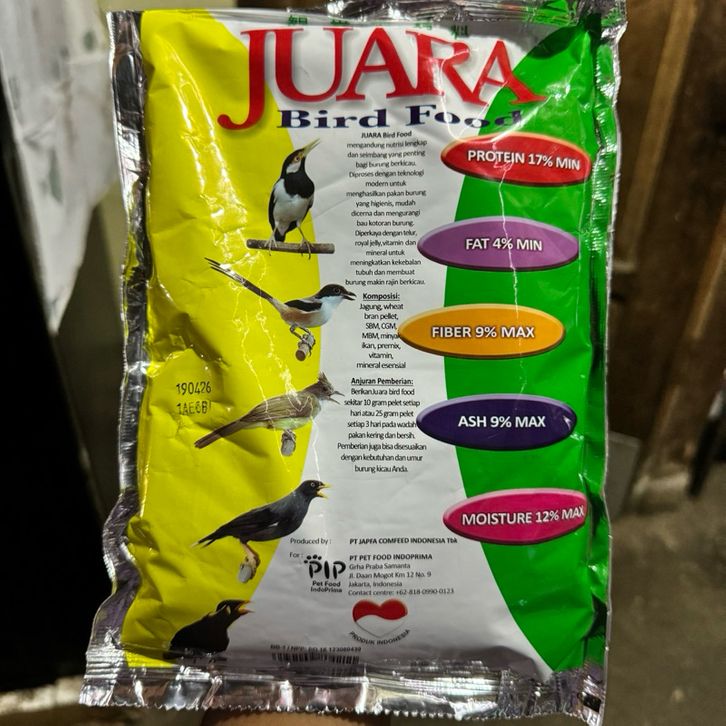 JUARA
Bird Food
JUARA Bird Food
mengandung nutrisi lengkap
dan seimbang yang penting
bagi burung berkicau.
Diproses dengan teknologi
modern untuk
menghasilkan pakan burung
yang higienis, mudah
dicerna dan mengurangi
bau kotoran burung.
Diperkaya dengan telur,
royal jelly, vitamin dan
mineral untuk
meningkatkan kekebalan
tubuh dan membuat
burung makin rajin berkicau.
Komposisi:
Jagung, wheat
bran pellet,
SBM, CGM,
MBM, minyak
ikan, premix,
vitamin,
mineral esensial
Anjuran Pemberian:
Berikan Juara bird food
sekitar 10 gram pelet setiap
hari atau 25 gram pelet
setiap 3 hari pada wadah
pakan kering dan bersih.
Pemberian juga bisa disesuaikan
dengan kebutuhan dan umur
burung kicau Anda.
PROTEIN 17% MIN
FAT 4% MIN
FIBER 9% MAX
ASH 9% MAX
MOISTURE 12% MAX
190426
Produced by : PT JAPFA COMFEED INDONESIA Tbk
For : PT PET FOOD INDOPRIMA
PIP
Pet Food
IndoPrima
Grha Praba Samanta
Jl. Daan Mogot Km 12 No. 9
Jakarta, Indonesia
Contact centre: +62-818-0990-0123
PRODUK INDONESIA